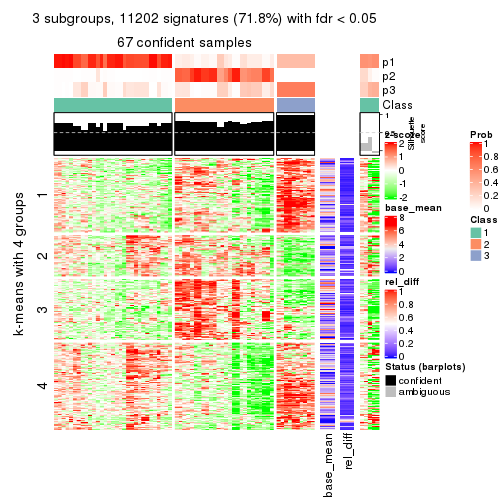 3 subgroups, 11202 signatures (71.8%) with fdr < 0.05
67 confident samples
p1
p2
p3
Class
1
0
Silhouette
score
k-means with 4 groups
1
2
3
4
base_mean
rel_diff
z-score
2
1
0
-1
-2
base_mean
8
6
4
2
0
rel_diff
1
0.8
0.6
0.4
0.2
0
Status (barplots)
confident
ambiguous
Prob
1
0.8
0.6
0.4
0.2
0
Class
1
2
3